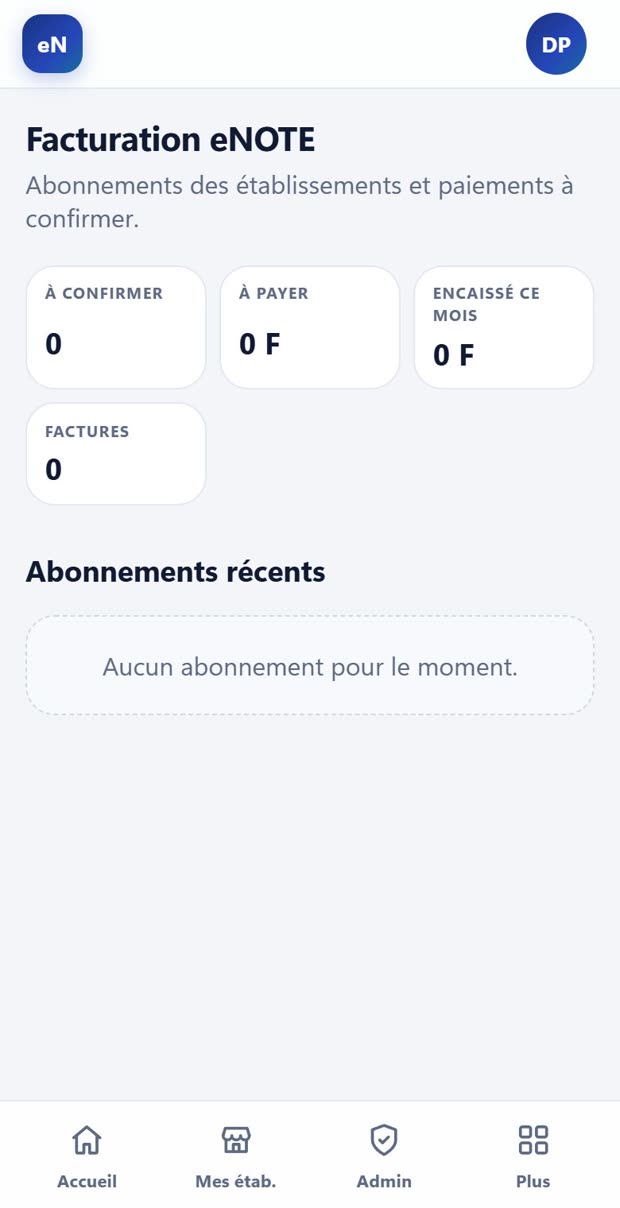 eN
DP
Facturation eNOTE
Abonnements des établissements et paiements à
confirmer.
À CONFIRMER
0
À PAYER
0 F
ENCAISSÉ CE
MOIS
0 F
FACTURES
0
Abonnements récents
Aucun abonnement pour le moment.
Accueil
Mes étab.
Admin
Plus